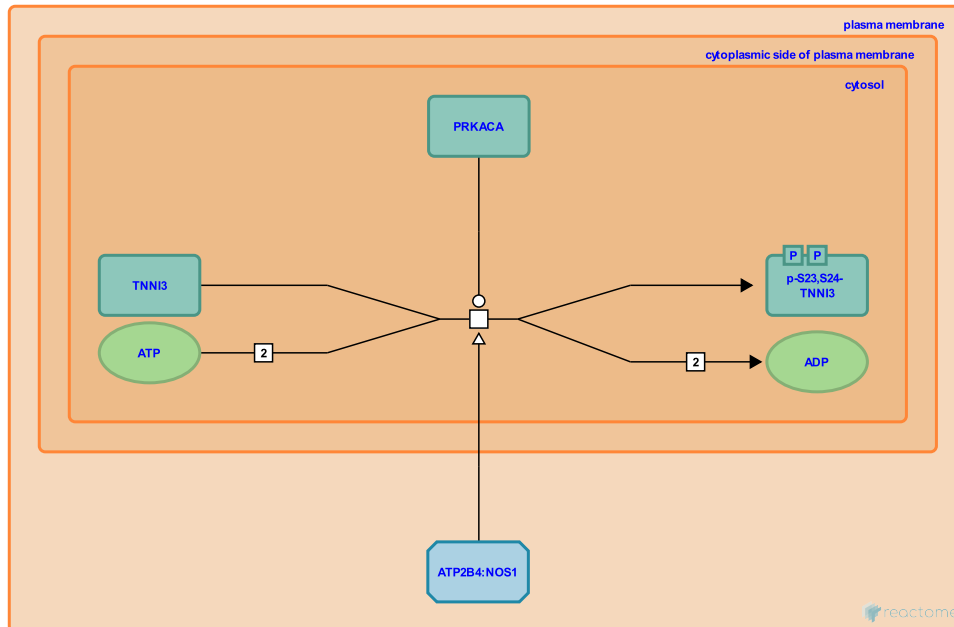 plasma membrane
cytoplasmic side of plasma membrane
cytosol
PRKACA
TNNI3
P P
p-S23,S24-
TNNI3
ATP
2
2
ADP
ATP2B4:NOS1
reactome